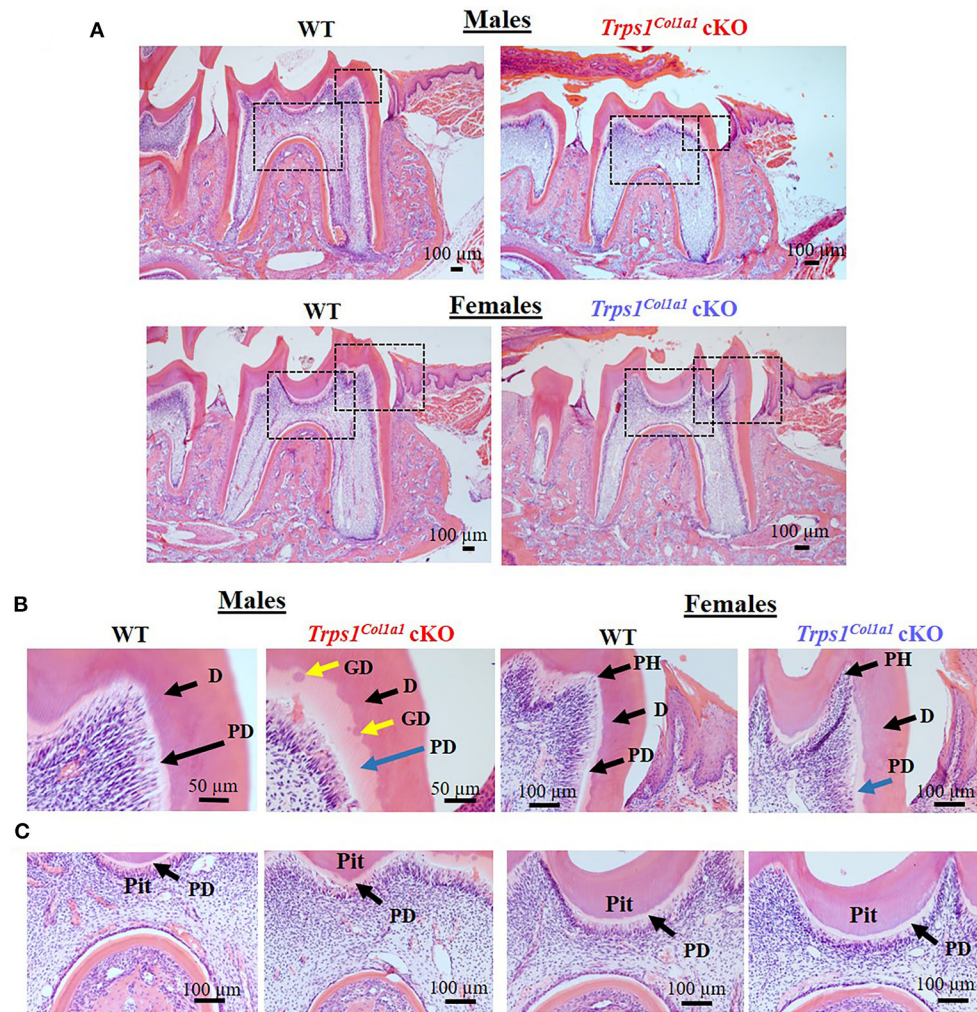 A
Males
WT
Trps1Col1a1 cKO
100 µm
100 µm
Females
WT
Trps1Col1a1 cKO
100 µm
100 µm
B
Males
Females
WT
Trps1Col1a1 cKO
WT
Trps1Col1a1 cKO
D
PD
50 µm
GD
D
GD
PD
50 µm
PH
D
PD
100 µm
PH
D
PD
100 µm
C
Pit
PD
100 µm
Pit
PD
100 µm
Pit
PD
100 µm
Pit
PD
100 µm